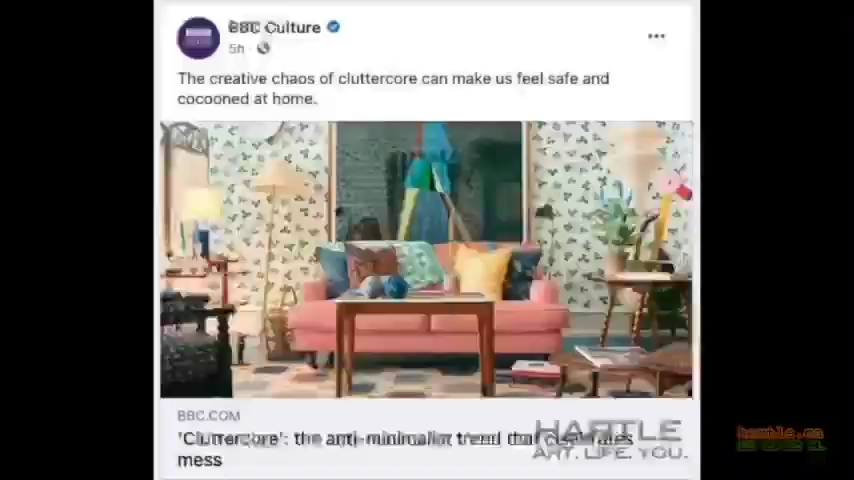 BBC Culture
5h
The creative chaos of cluttercore can make us feel safe and
cocooned at home.
BBC.COM
'Cluttercore': the anti-minimalist trend that celebrates
mess
HARTLE
ART. LIFE. YOU.